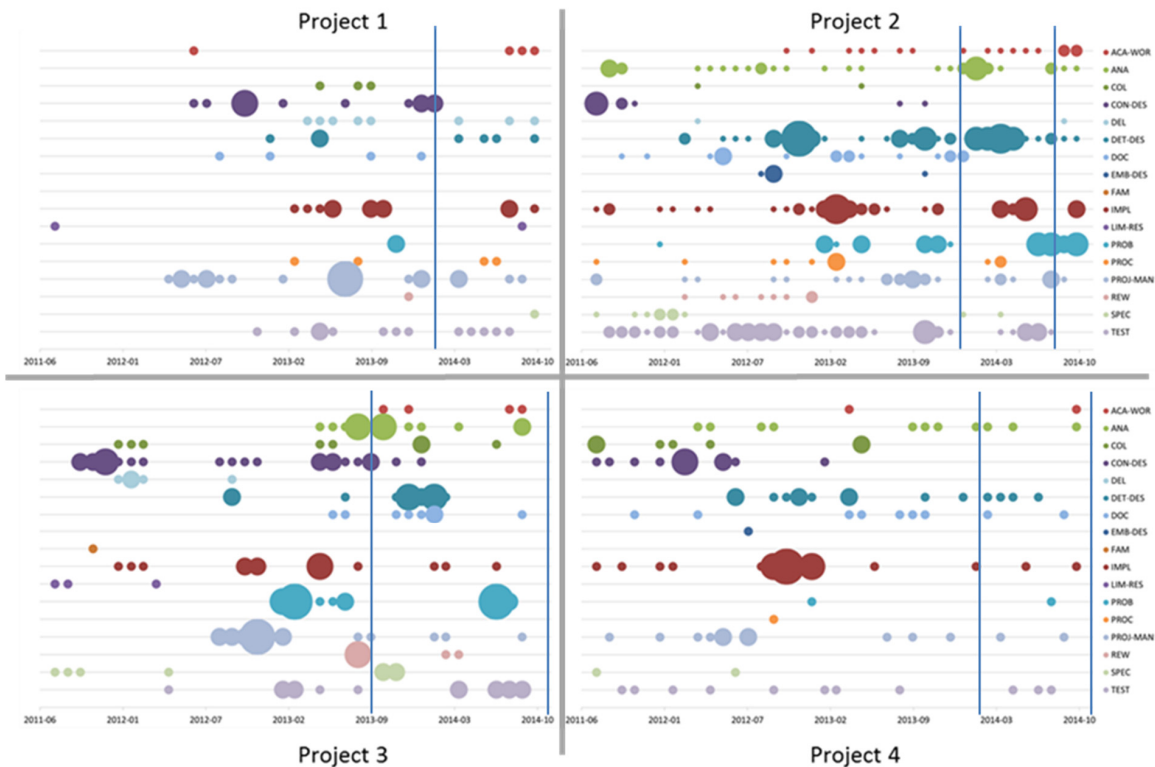 Project 1
Project 2
ACA-WOR
ANA
COL
CON-DES
DEL
DET-DES
DOC
EMB-DES
FAM
IMPL
LIM-RES
PROB
PROC
PROJ-MAN
REW
SPEC
TEST
2011-06 2012-01 2012-07 2013-02 2013-09 2014-03 2014-10
2011-06 2012-01 2012-07 2013-02 2013-09 2014-03 2014-10
ACA-WOR
ANA
COL
CON-DES
DEL
DET-DES
DOC
EMB-DES
FAM
IMPL
LIM-RES
PROB
PROC
PROJ-MAN
REW
SPEC
TEST
2011-06 2012-01 2012-07 2013-02 2013-09 2014-03 2014-10
2011-06 2012-01 2012-07 2013-02 2013-09 2014-03 2014-10
Project 3
Project 4